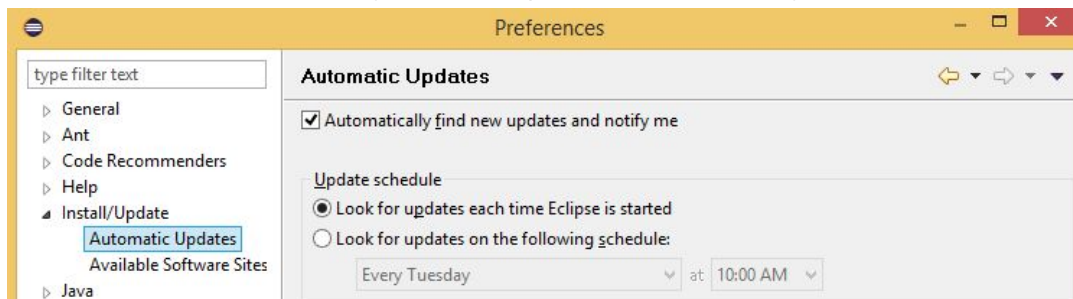 Preferences
type filter text
Automatic Updates
General
Ant
Code Recommenders
Help
Install/Update
Automatic Updates
Available Software Sites
Java
Automatically find new updates and notify me
Update schedule
Look for updates each time Eclipse is started
Look for updates on the following schedule:
Every Tuesday at 10:00 AM